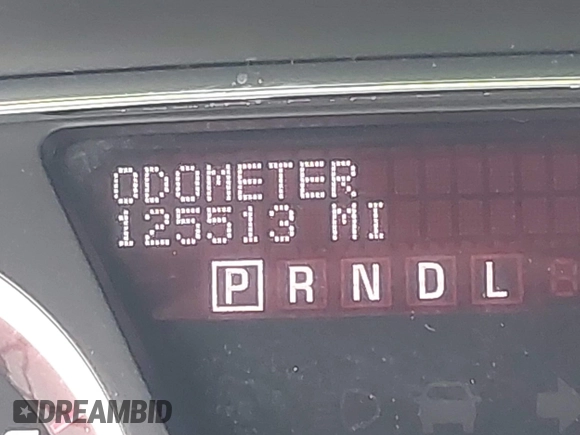 ODOMETER
125513 MI
P R N D L
DREAMBID